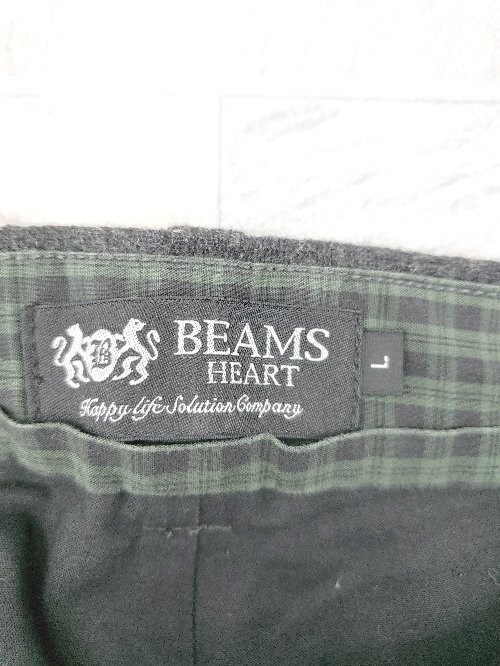 B
BEAMS
HEART
Happy life Solution Company
L